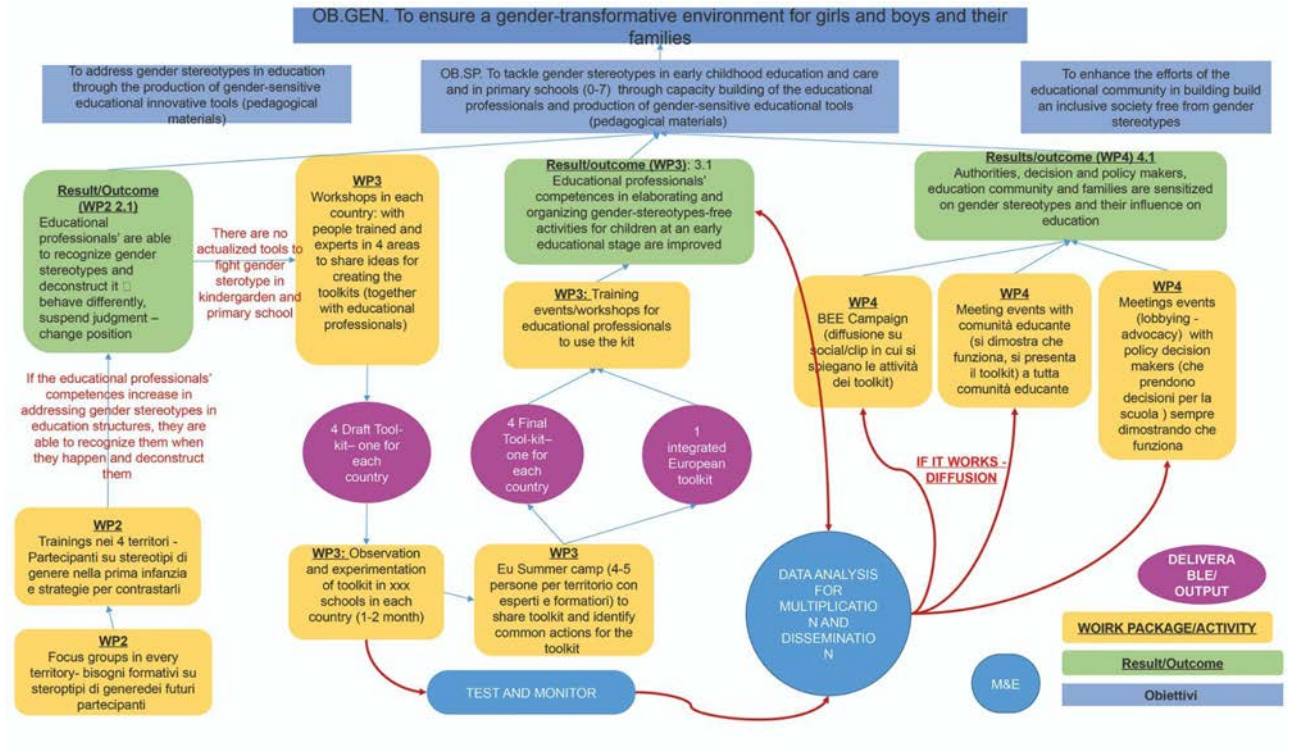 OB.GEN. To ensure a gender-transformative environment for girls and boys and their
families
To address gender stereotypes in education
through the production of gender-sensitive
educational innovative tools (pedagogical
materials)
OB.SP. To tackle gender stereotypes in early childhood education and care
and in primary schools (0-7) through capacity building of the educational
professionals and production of gender-sensitive educational tools
(pedagogical materials)
To enhance the efforts of the
educational community in building build
an inclusive society free from gender
stereotypes
Result/Outcome
(WP2 2.1)
Educational
professionals' are able
to recognize gender
stereotypes and
deconstruct it □
behave differently,
suspend judgment –
change position
There are no
actualized tools to
fight gender
sterotype in
kindergarden and
primary school
WP3
Workshops in each
country: with
people trained and
experts in 4 areas
to share ideas for
creating the
toolkits (together
with educational
professionals)
Result/outcome (WP3): 3.1
Educational professionals'
competences in elaborating and
organizing gender-stereotypes-free
activities for children at an early
educational stage are improved
Results/outcome (WP4) 4.1
Authorities, decision and policy makers,
education community and families are sensitized
on gender stereotypes and their influence on
education
WP3: Training
events/workshops for
educational professionals
to use the kit
WP4
BEE Campaign
(diffusione su
social/clip in cui si
spiegano le attività
dei toolkit)
WP4
Meeting events with
comunità educante
(si dimostra che
funziona, si presenta
il toolkit) a tutta
comunità educante
WP4
Meetings events
(lobbying -
advocacy) with
policy decision
makers (che
prendono
decisioni per la
scuola ) sempre
dimostrando che
funziona
If the educational professionals'
competences increase in
addressing gender stereotypes in
education structures, they are
able to recognize them when
they happen and deconstruct
them
4 Draft Tool-
kit– one for
each
country
4 Final
Tool-kit–
one for
each
country
1
integrated
European
toolkit
IF IT WORKS -
DIFFUSION
WP2
Trainings nei 4 territori -
Partecipanti su stereotipi di
genere nella prima infanzia
e strategie per contrastarli
WP3: Observation
and experimentation
of toolkit in xxx
schools in each
country (1-2 month)
WP3
Eu Summer camp (4-5
persone per territorio con
esperti e formatiori) to
share toolkit and identify
common actions for the
toolkit
DATA ANALYSIS
FOR
MULTIPLICATIO
N AND
DISSEMINATIO
N
DELIVERA
BLE/
OUTPUT
WP2
Focus groups in every
territory- bisogni formativi su
steroptipi di generedei futuri
partecipanti
TEST AND MONITOR
M&E
WOIRK PACKAGE/ACTIVITY
Result/Outcome
Obiettivi